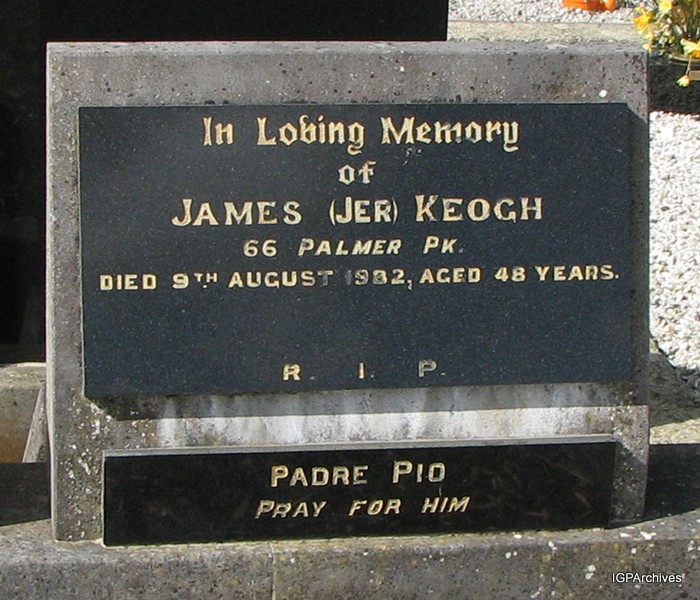 In Loving Memory
of
JAMES (JER) KEOGH
66 PALMER PK.
DIED 9TH AUGUST 1982, AGED 48 YEARS.
R. I. P.
PADRE PIO
PRAY FOR HIM
IGPArchives